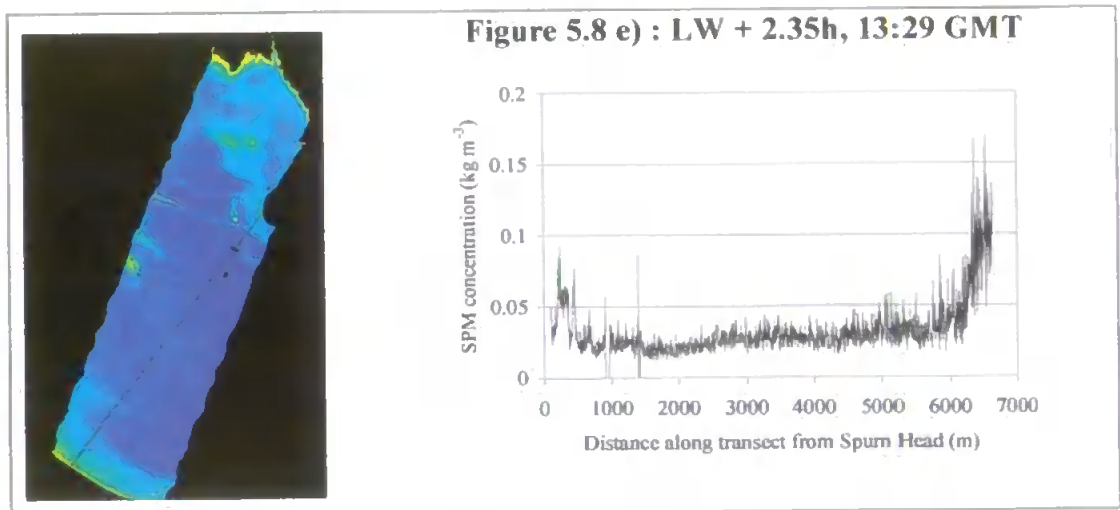 Figure 5.8 e) : LW + 2.35h, 13:29 GMT
0.2
0.15
0.1
0.05
0
SPM concentration (kg m⁻³)
0 1000 2000 3000 4000 5000 6000 7000
Distance along transect from Spurn Head (m)